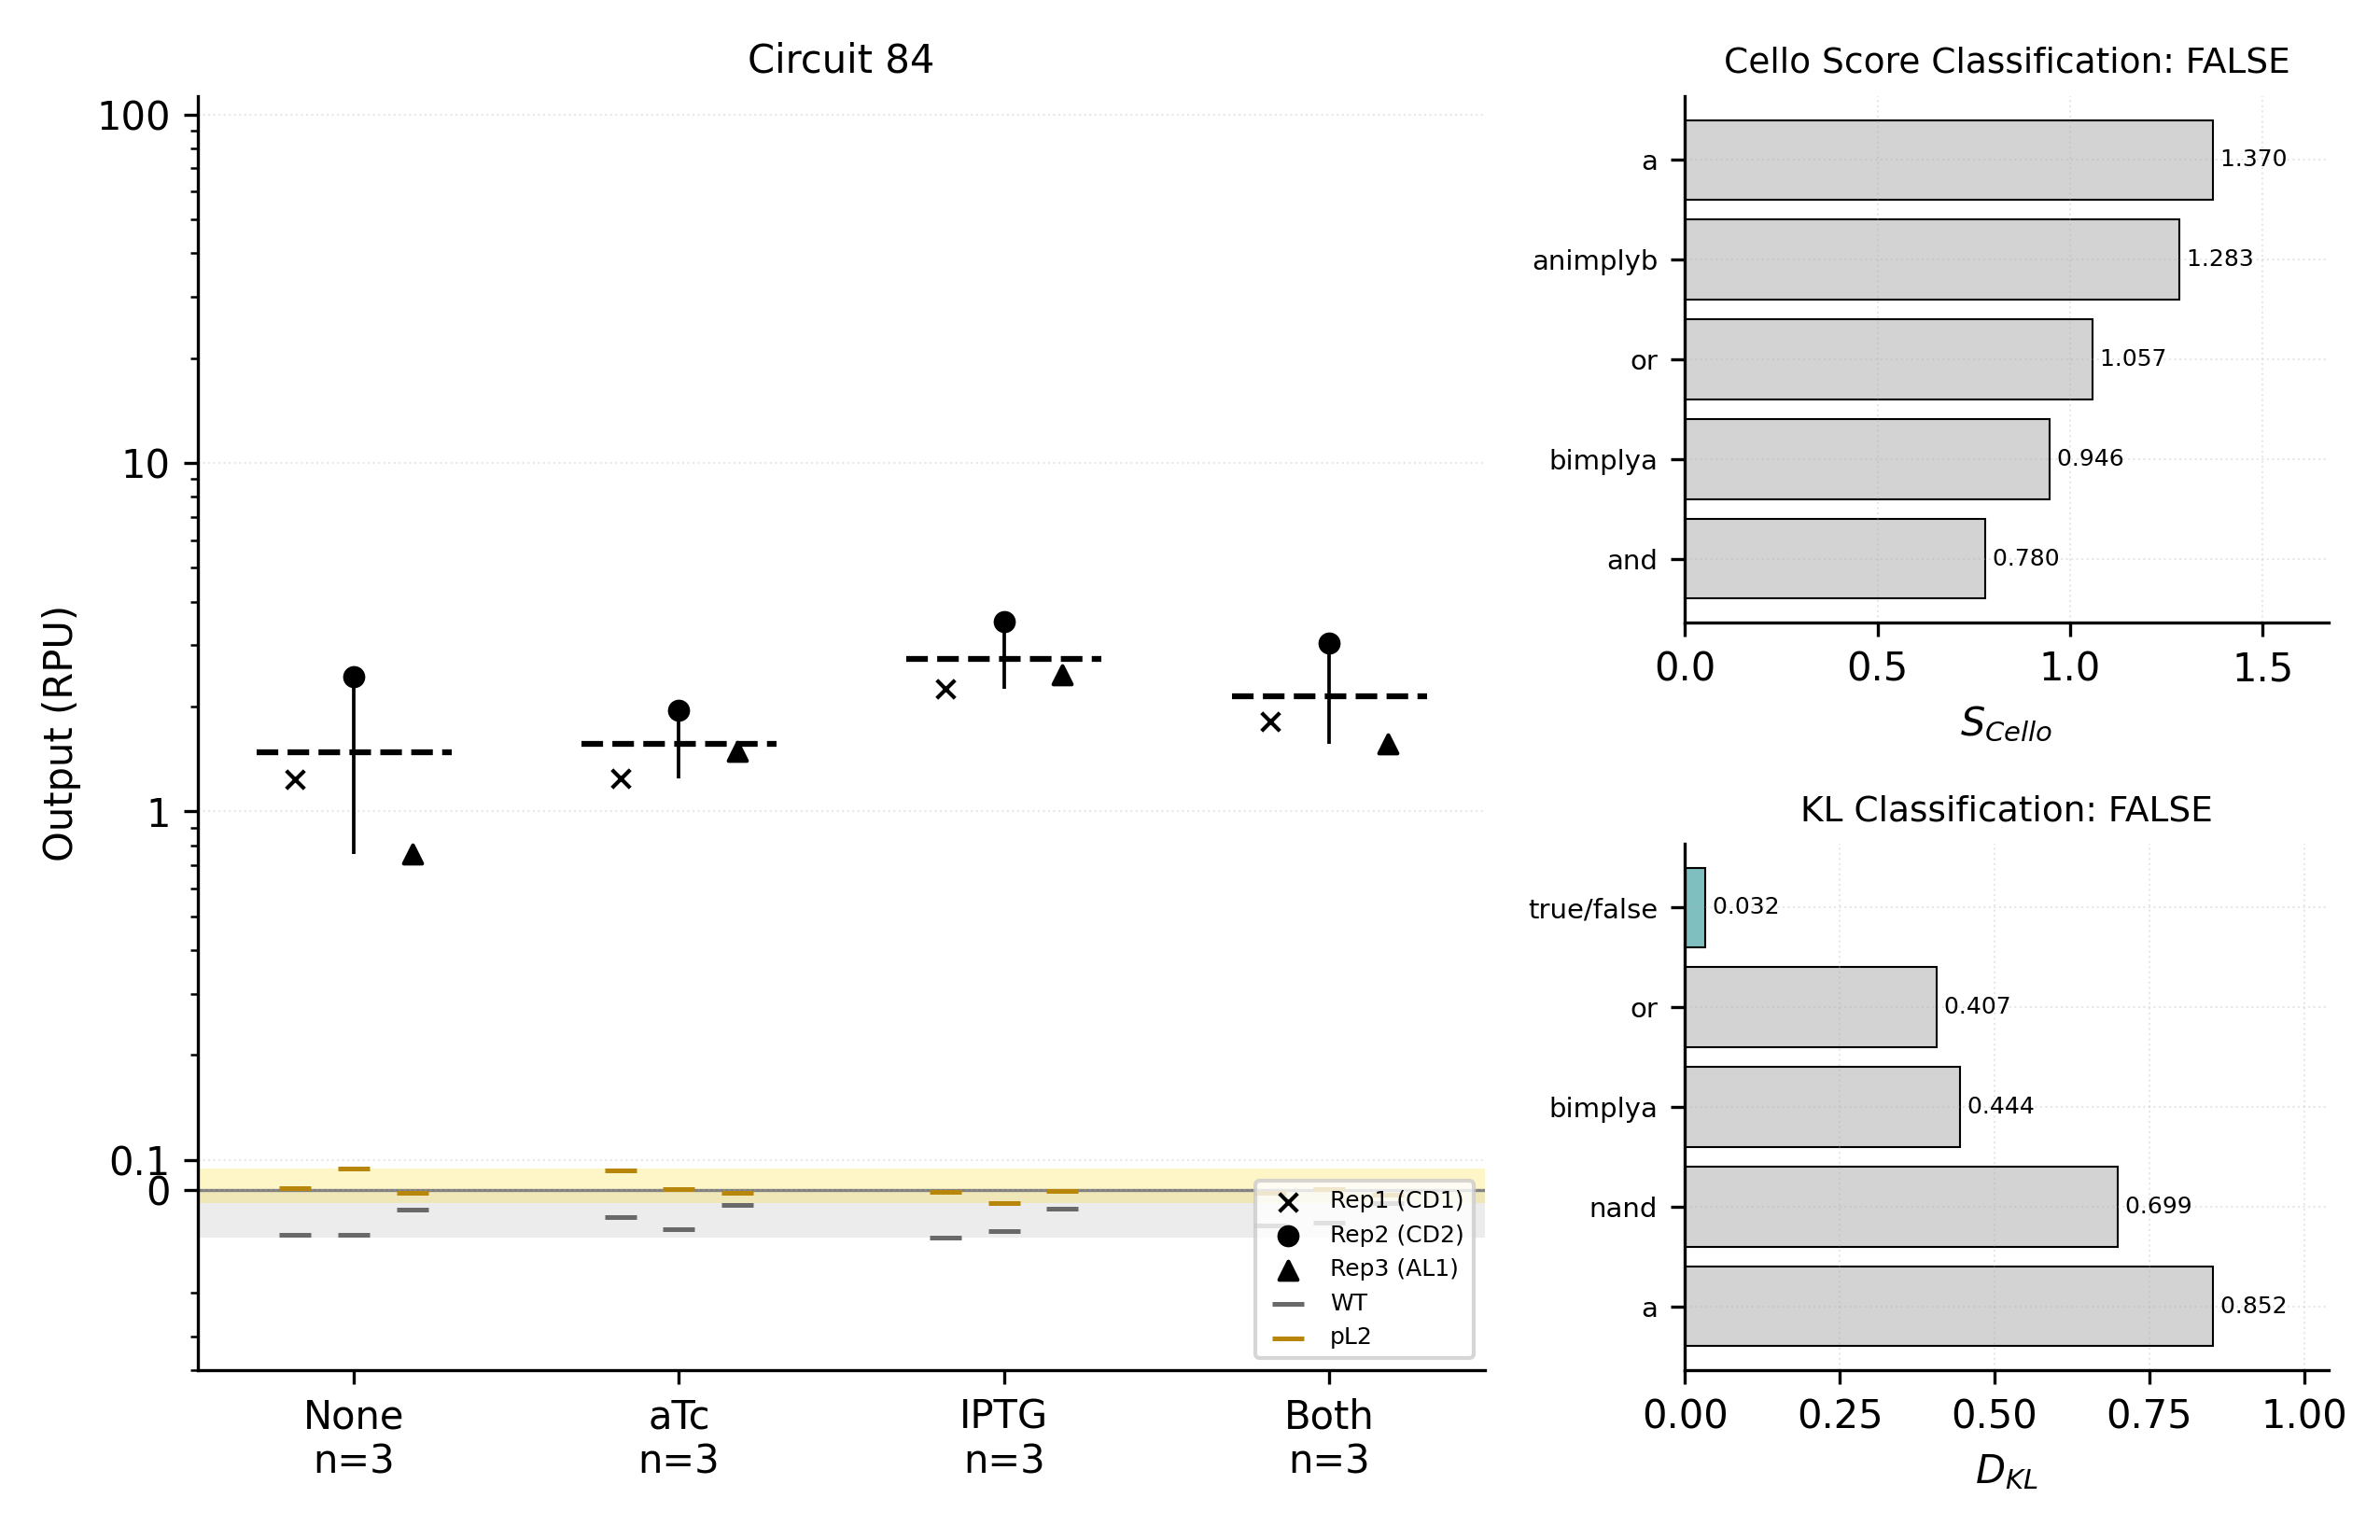 Circuit 84
Output (RPU)
100
10
1
0.1
0
None
n=3
aTc
n=3
IPTG
n=3
Both
n=3
Rep1 (CD1)
Rep2 (CD2)
Rep3 (AL1)
WT
pL2
Cello Score Classification: FALSE
a
1.370
animplyb
1.283
or
1.057
bimplya
0.946
and
0.780
0.0 0.5 1.0 1.5
S_Cello
KL Classification: FALSE
true/false
0.032
or
0.407
bimplya
0.444
nand
0.699
a
0.852
0.00 0.25 0.50 0.75 1.00
D_KL